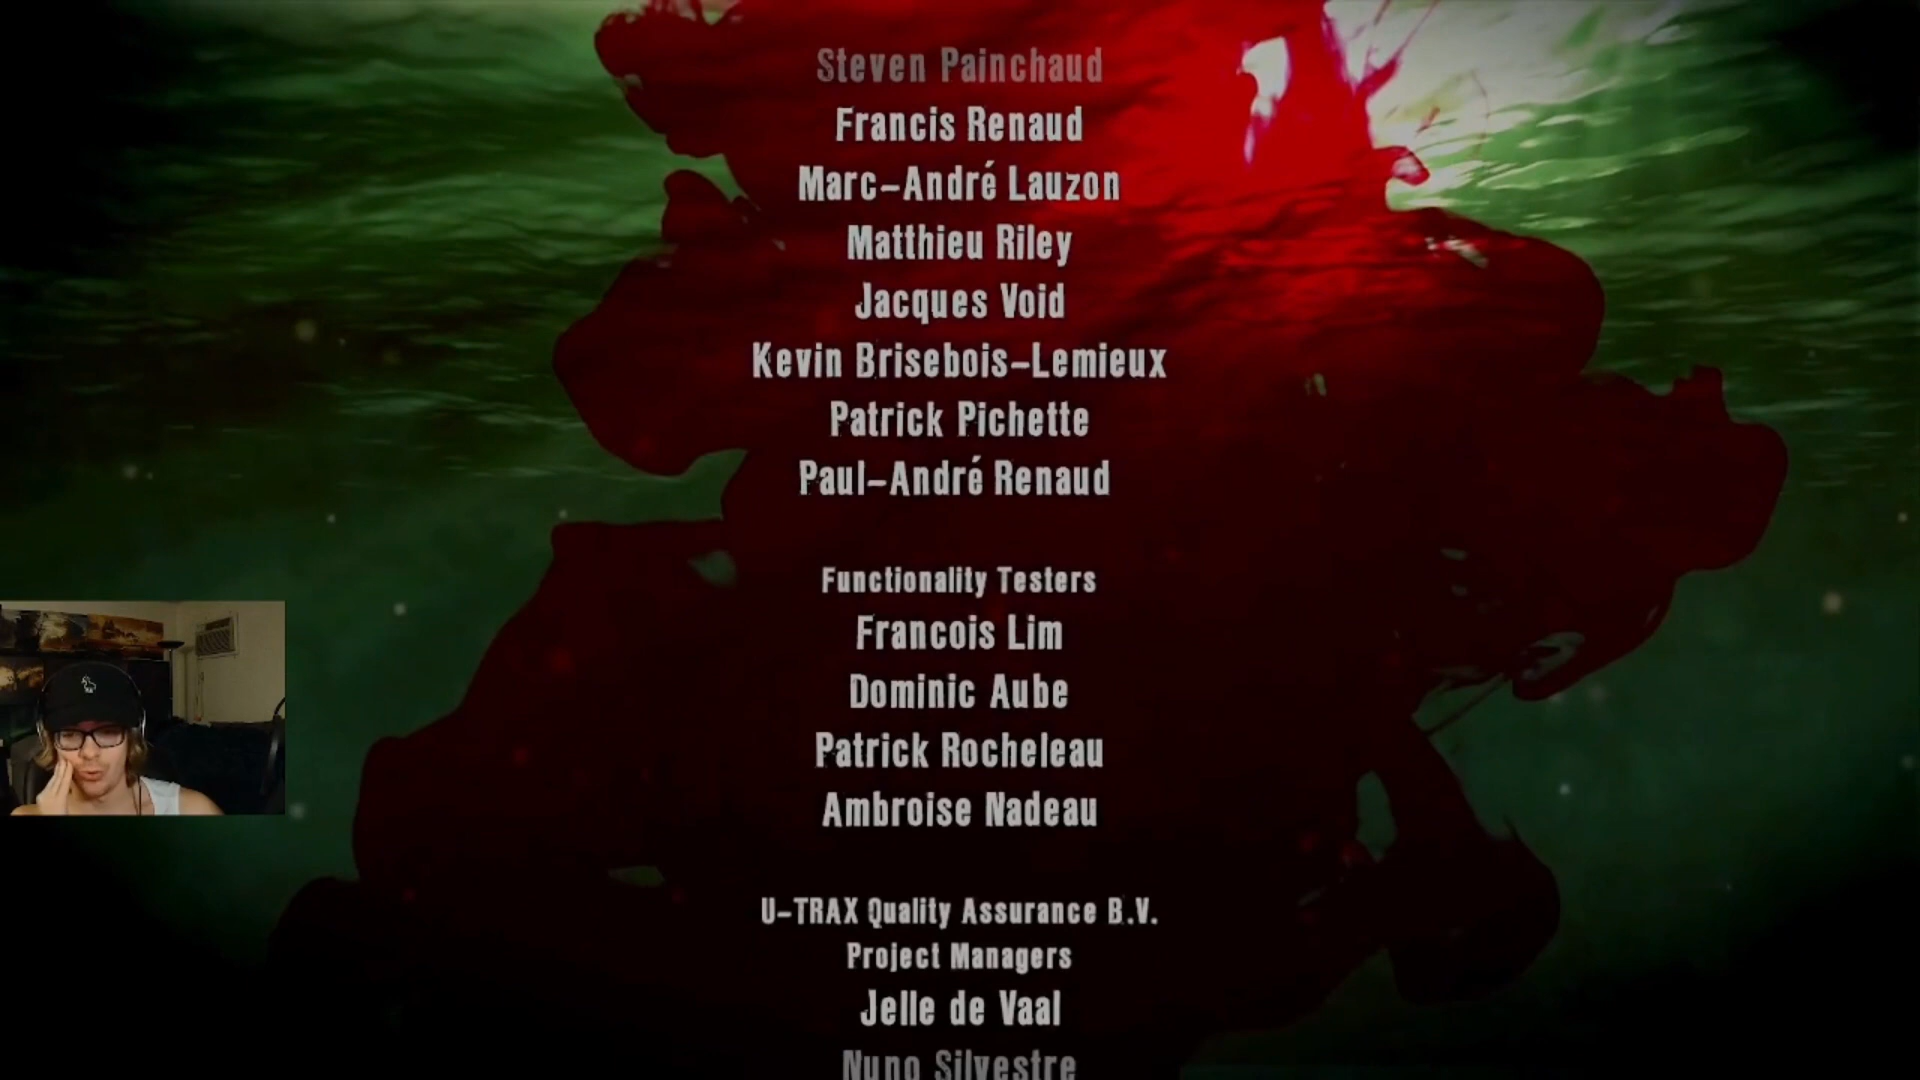 Steven Painchaud
Francis Renaud
Marc-André Lauzon
Matthieu Riley
Jacques Void
Kevin Brisebois-Lemieux
Patrick Pichette
Paul-André Renaud
Functionality Testers
Francois Lim
Dominic Aube
Patrick Rocheleau
Ambroise Nadeau
U-TRAX Quality Assurance B.V.
Project Managers
Jelle de Vaal
Nuno Silvestre